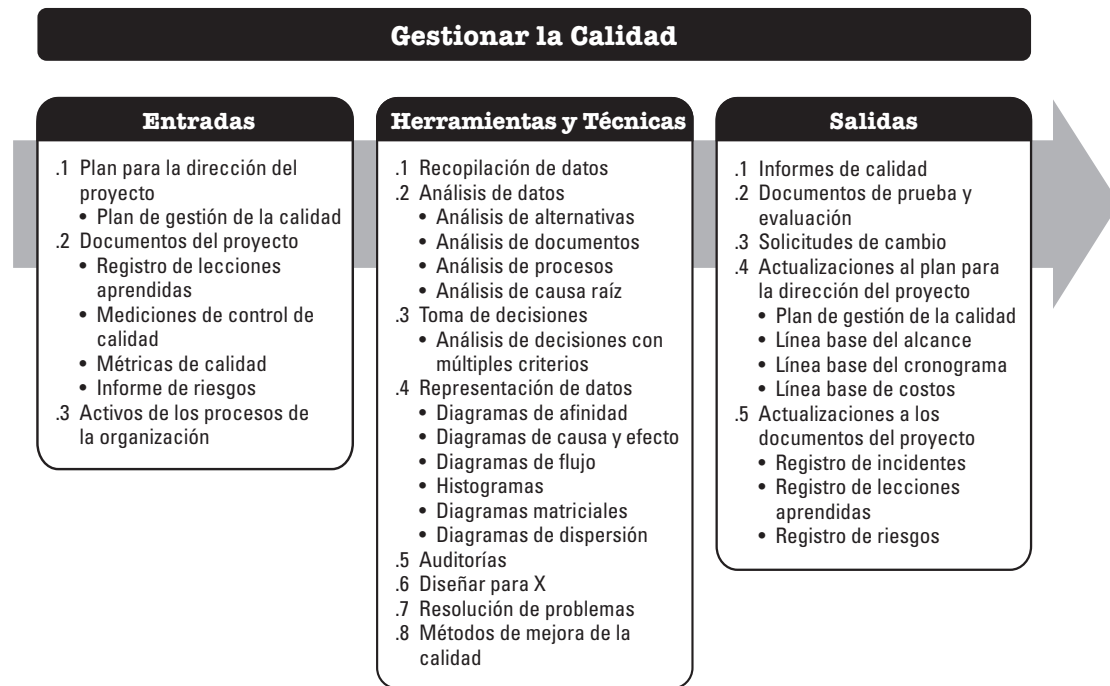 Gestionar la Calidad
Entradas
.1 Plan para la dirección del
proyecto
• Plan de gestión de la calidad
.2 Documentos del proyecto
• Registro de lecciones
aprendidas
• Mediciones de control de
calidad
• Métricas de calidad
• Informe de riesgos
.3 Activos de los procesos de
la organización
Herramientas y Técnicas
.1 Recopilación de datos
.2 Análisis de datos
• Análisis de alternativas
• Análisis de documentos
• Análisis de procesos
• Análisis de causa raíz
.3 Toma de decisiones
• Análisis de decisiones con
múltiples criterios
.4 Representación de datos
• Diagramas de afinidad
• Diagramas de causa y efecto
• Diagramas de flujo
• Histogramas
• Diagramas matriciales
• Diagramas de dispersión
.5 Auditorías
.6 Diseñar para X
.7 Resolución de problemas
.8 Métodos de mejora de la
calidad
Salidas
.1 Informes de calidad
.2 Documentos de prueba y
evaluación
.3 Solicitudes de cambio
.4 Actualizaciones al plan para
la dirección del proyecto
• Plan de gestión de la calidad
• Línea base del alcance
• Línea base del cronograma
• Línea base de costos
.5 Actualizaciones a los
documentos del proyecto
• Registro de incidentes
• Registro de lecciones
aprendidas
• Registro de riesgos